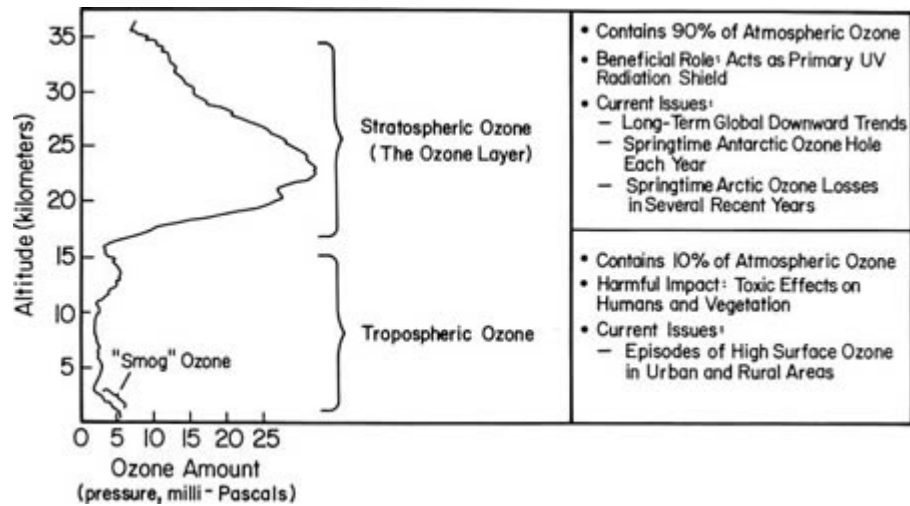 35
30
25
20
15
10
5
Altitude (kilometers)
0 5 10 15 20 25
Ozone Amount
(pressure, milli-Pascals)
"Smog" Ozone
Stratospheric Ozone
(The Ozone Layer)
Tropospheric Ozone
• Contains 90% of Atmospheric Ozone
• Beneficial Role: Acts as Primary UV
Radiation Shield
• Current Issues:
– Long-Term Global Downward Trends
– Springtime Antarctic Ozone Hole
Each Year
– Springtime Arctic Ozone Losses
in Several Recent Years
• Contains 10% of Atmospheric Ozone
• Harmful Impact: Toxic Effects on
Humans and Vegetation
• Current Issues:
– Episodes of High Surface Ozone
in Urban and Rural Areas